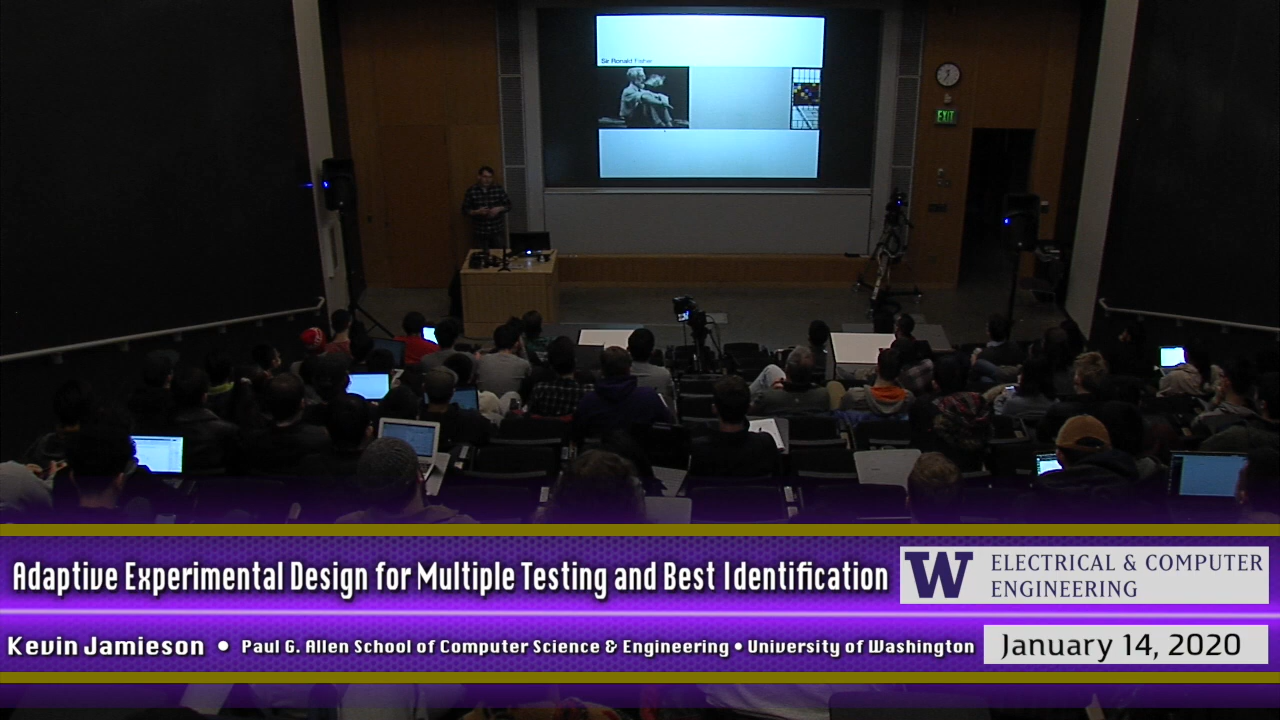 Sir Ronald Fisher
EXIT
Adaptive Experimental Design for Multiple Testing and Best Identification
W ELECTRICAL & COMPUTER
ENGINEERING
Kevin Jamieson • Paul G. Allen School of Computer Science & Engineering • University of Washington
January 14, 2020